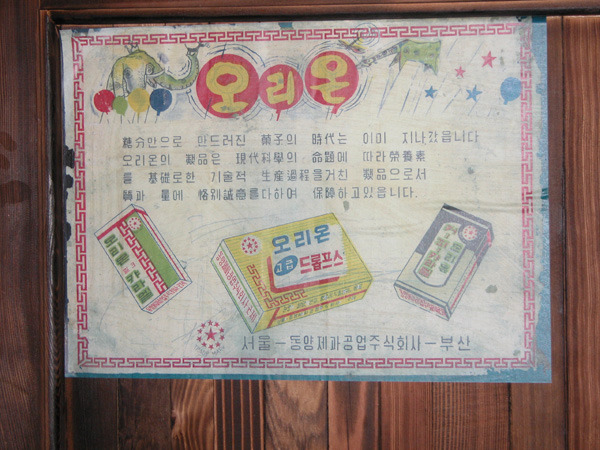 오리온
糖分만으로 만드러진 菓子의 時代는 이미 지나갔읍니다
오리온의 製品은 現代科學의 命題에 따라 榮養素
를 基礎로한 기술적 生産過程을거친 製品으로서
質과 量에 恪別誠意를다하여 保障하고있읍니다.
오리온
고급 드롭프스
서울-동양제과공업주식회사-부산